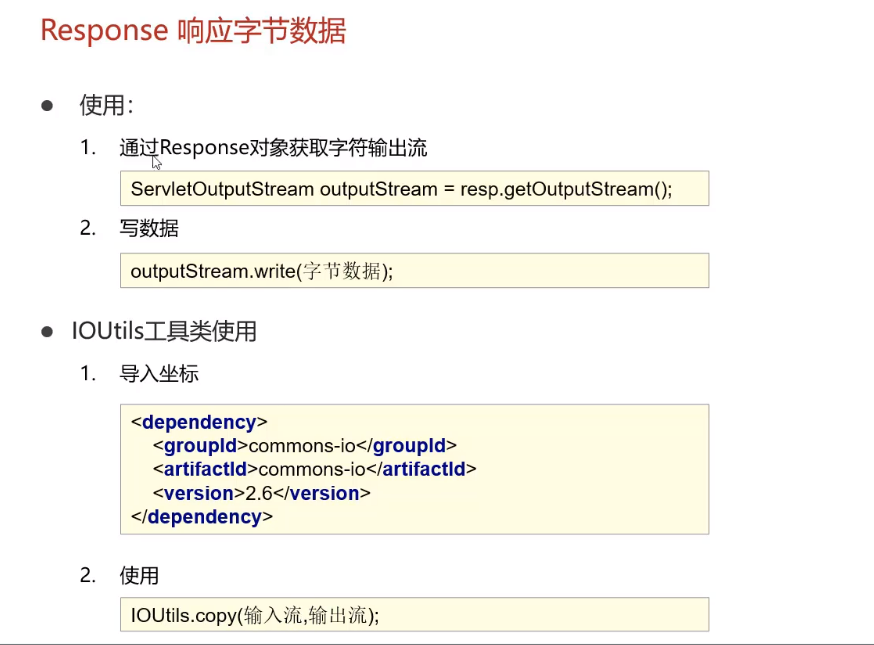 Response 响应字节数据
● 使用：
1. 通过Response对象获取字符输出流
ServletOutputStream outputStream = resp.getOutputStream();
2. 写数据
outputStream.write(字节数据);
● IOUtils工具类使用
1. 导入坐标
<dependency>
<groupId>commons-io</groupId>
<artifactId>commons-io</artifactId>
<version>2.6</version>
</dependency>
2. 使用
IOUtils.copy(输入流,输出流);